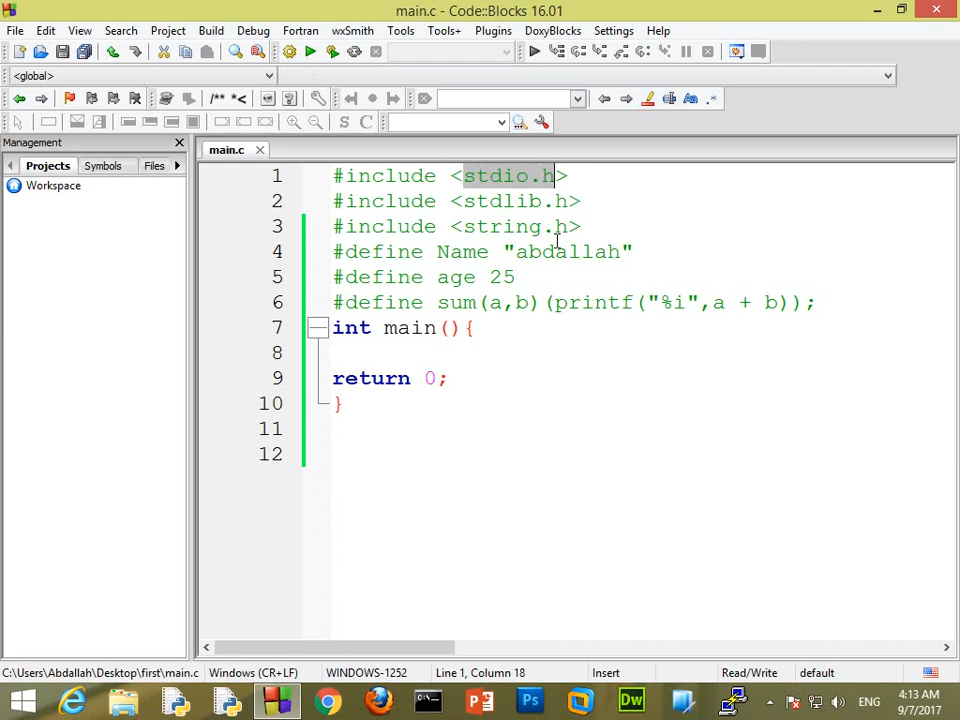 main.c - Code::Blocks 16.01
File Edit View Search Project Build Debug Fortran wxSmith Tools Tools+ Plugins DoxyBlocks Settings Help
<global>
/** *<
S C
Management
main.c
Projects Symbols Files
Workspace
1 #include <stdio.h>
2 #include <stdlib.h>
3 #include <string.h>
4 #define Name "abdallah"
5 #define age 25
6 #define sum(a,b)(printf("%i",a + b));
7 int main(){
8
9 return 0;
10 }
11
12
C:\Users\Abdallah\Desktop\first\main.c Windows (CR+LF) WINDOWS-1252 Line 1, Column 18 Insert Read/Write default
Ps Dw ENG 4:13 AM
9/7/2017